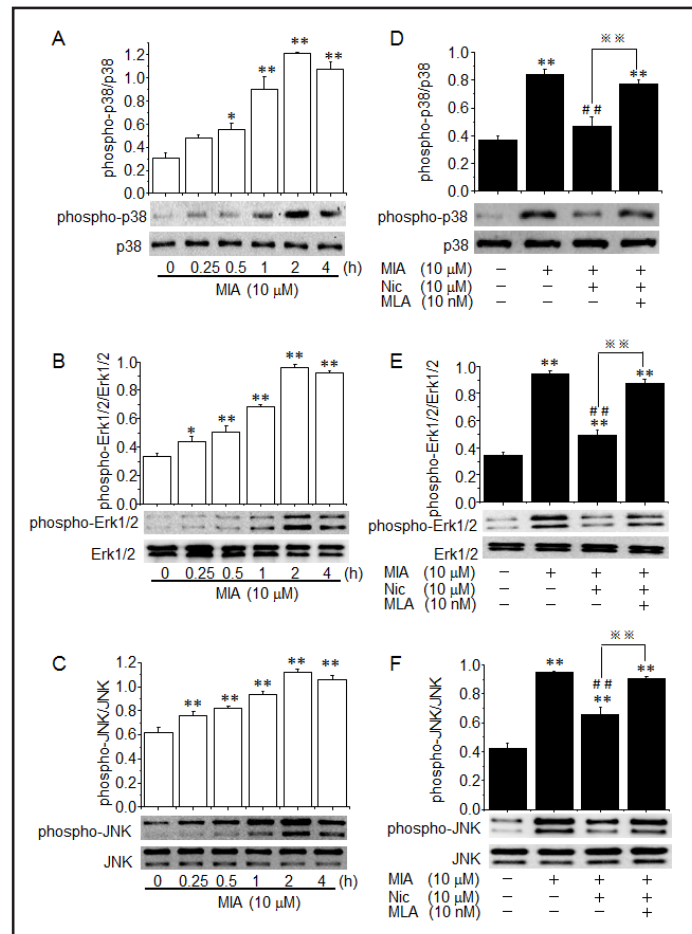 A
phospho-p38/p38
1.2
1.0
0.8
0.6
0.4
0.2
0.0
*
**
**
**
phospho-p38
p38
0 0.25 0.5 1 2 4 (h)
MIA (10 μM)
B
phospho-Erk1/2/Erk1/2
1.0
0.8
0.6
0.4
0.2
0.0
*
**
**
**
**
phospho-Erk1/2
Erk1/2
0 0.25 0.5 1 2 4 (h)
MIA (10 μM)
C
phospho-JNK/JNK
1.2
1.0
0.8
0.6
0.4
0.2
0.0
**
**
**
**
**
phospho-JNK
JNK
0 0.25 0.5 1 2 4 (h)
MIA (10 μM)
D
phospho-p38/p38
1.0
0.8
0.6
0.4
0.2
0.0
※※
**
##
**
phospho-p38
p38
MIA (10 μM) – + + +
Nic (10 μM) – – + +
MLA (10 nM) – – – +
E
phospho-Erk1/2/Erk1/2
1.0
0.8
0.6
0.4
0.2
0.0
※※
**
##
**
**
phospho-Erk1/2
Erk1/2
MIA (10 μM) – + + +
Nic (10 μM) – – + +
MLA (10 nM) – – – +
F
phospho-JNK/JNK
1.0
0.8
0.6
0.4
0.2
0.0
※※
**
##
**
**
phospho-JNK
JNK
MIA (10 μM) – + + +
Nic (10 μM) – – + +
MLA (10 nM) – – – +